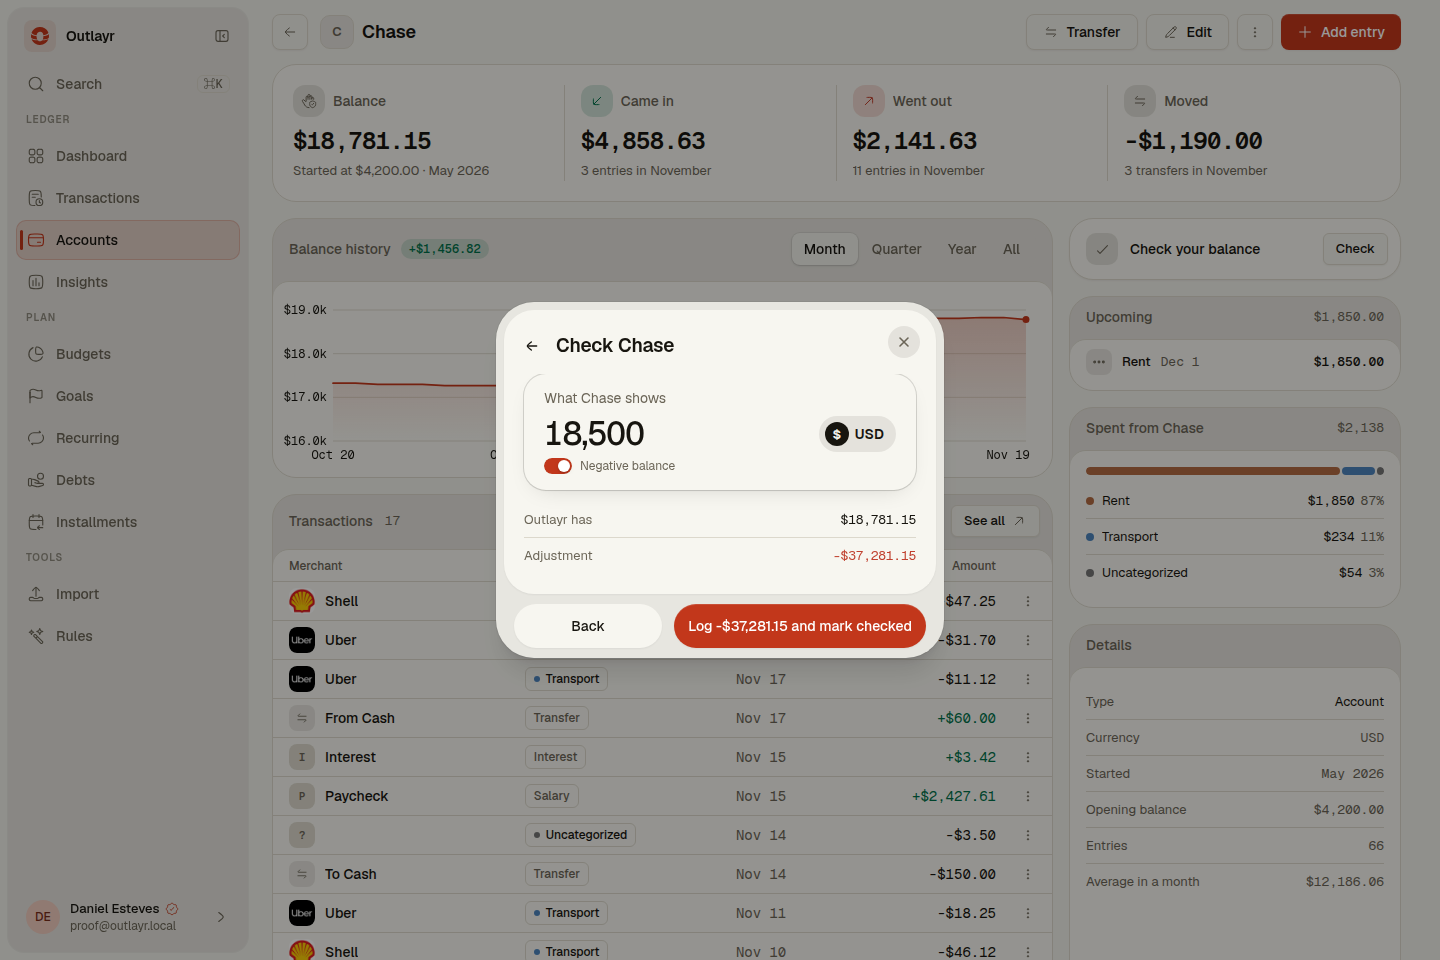 Outlayr
Search ⌘K
LEDGER
Dashboard
Transactions
Accounts
Insights
PLAN
Budgets
Goals
Recurring
Debts
Installments
TOOLS
Import
Rules
DE
Daniel Esteves
proof@outlayr.local
C Chase
Transfer
Edit
Add entry
Balance
$18,781.15
Started at $4,200.00 · May 2026
Came in
$4,858.63
3 entries in November
Went out
$2,141.63
11 entries in November
Moved
-$1,190.00
3 transfers in November
Balance history +$1,456.82
Month Quarter Year All
$19.0k
$18.0k
$17.0k
$16.0k
Oct 20
Nov 19
Check your balance Check
Upcoming $1,850.00
Rent Dec 1 $1,850.00
Spent from Chase $2,138
Rent $1,850 87%
Transport $234 11%
Uncategorized $54 3%
Details
Type Account
Currency USD
Started May 2026
Opening balance $4,200.00
Entries 66
Average in a month $12,186.06
Check Chase
What Chase shows
18,500
$ USD
Negative balance
Outlayr has $18,781.15
Adjustment -$37,281.15
Back
Log -$37,281.15 and mark checked
Transactions 17
See all
Merchant Amount
Shell $47.25
Uber Uber -$31.70
Uber Uber Transport Nov 17 -$11.12
From Cash Transfer Nov 17 +$60.00
I Interest Interest Nov 15 +$3.42
P Paycheck Salary Nov 15 +$2,427.61
? Uncategorized Nov 14 -$3.50
To Cash Transfer Nov 14 -$150.00
Uber Uber Transport Nov 11 -$18.25
Shell Transport Nov 10 -$46.12